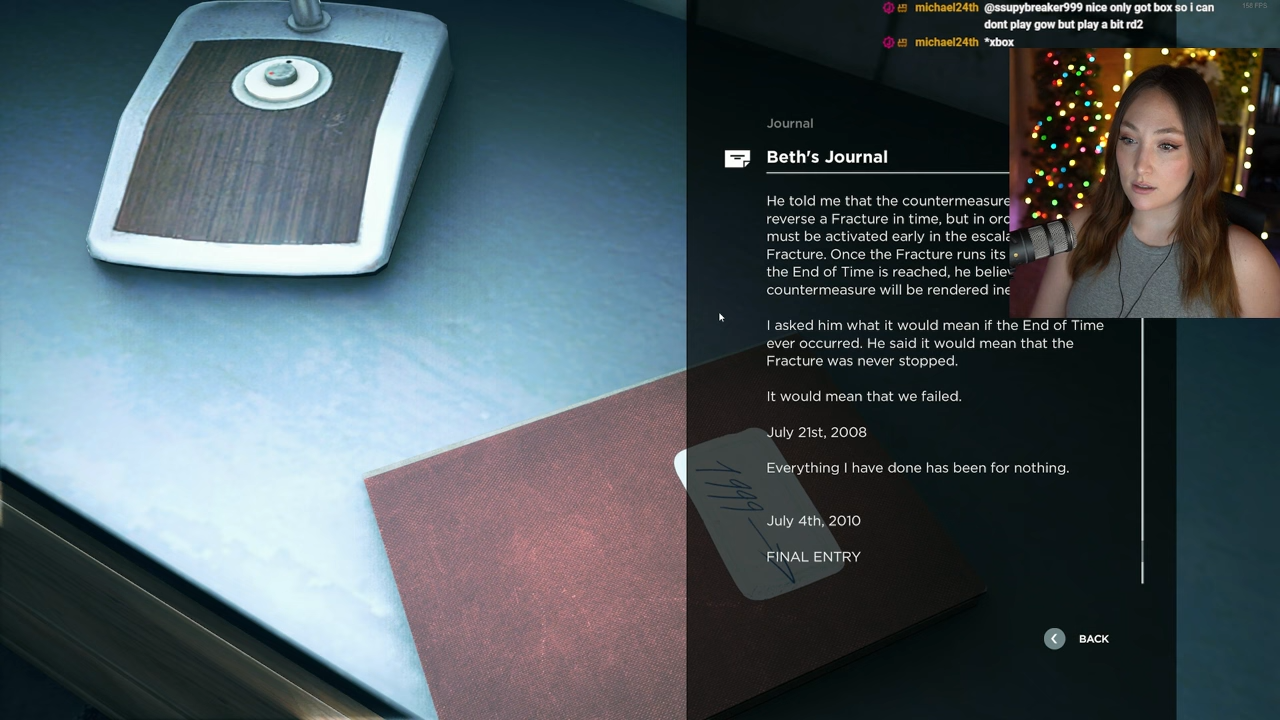 michael24th @ssupybreaker999 nice only got box so i can
dont play gow but play a bit rd2
michael24th *xbox
158 FPS
Journal
Beth's Journal
He told me that the countermeasure
reverse a Fracture in time, but in
must be activated early in the
Fracture. Once the Fracture runs its
the End of Time is reached, he
countermeasure will be rendered
I asked him what it would mean if the End of Time
ever occurred. He said it would mean that the
Fracture was never stopped.
It would mean that we failed.
July 21st, 2008
Everything I have done has been for nothing.
July 4th, 2010
FINAL ENTRY
1999
BACK